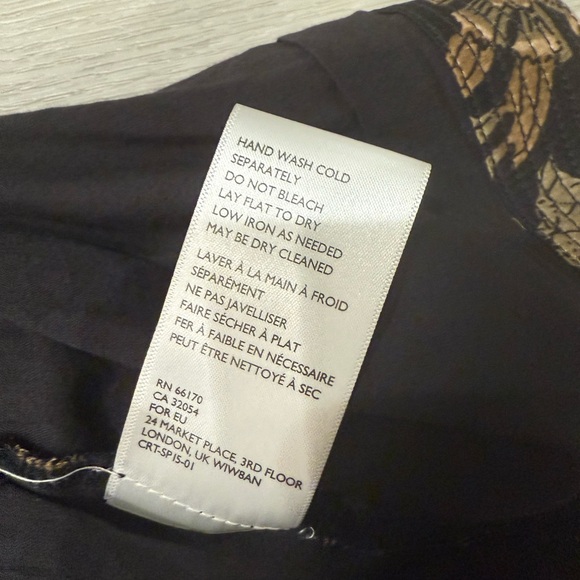 HAND WASH COLD
SEPARATELY
DO NOT BLEACH
LAY FLAT TO DRY
LOW IRON AS NEEDED
MAY BE DRY CLEANED
LAVER À LA MAIN À FROID
SÉPARÉMENT
NE PAS JAVELLISER
FAIRE SÈCHER À PLAT
FER À FAIBLE EN NÉCESSAIRE
PEUT ÊTRE NETTOYÉ À SEC
RN 66170
CA 32054
FOR EU
24 MARKET PLACE, 3RD FLOOR
LONDON, UK W1W8AN
CRT-SP15-01